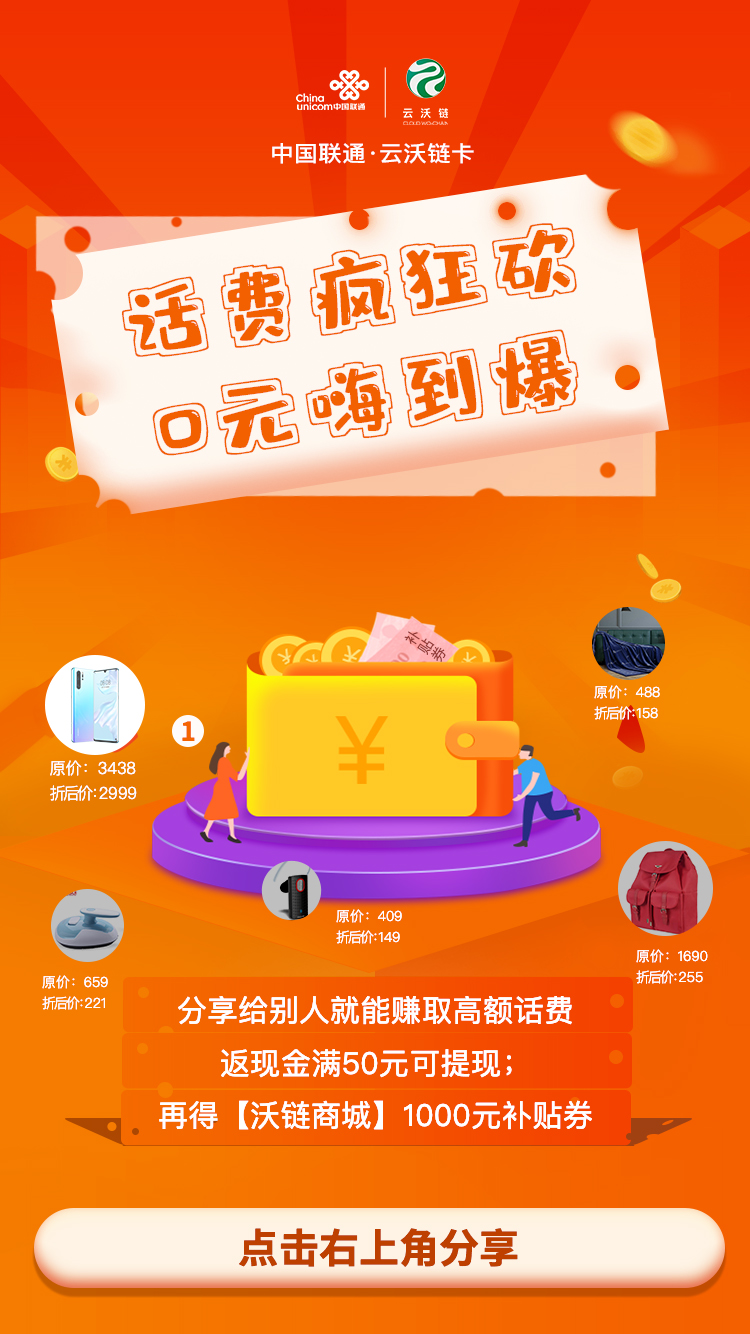 China
unicom中国联通
云沃链
CLOUD WO CHAIN
中国联通·云沃链卡
话费疯狂砍
0元嗨到爆
补贴券
原价：488
折后价:158
1
原价：3438
折后价:2999
¥
原价：409
折后价:149
原价：659
折后价:221
原价：1690
折后价:255
分享给别人就能赚取高额话费
返现金满50元可提现；
再得【沃链商城】1000元补贴券
点击右上角分享